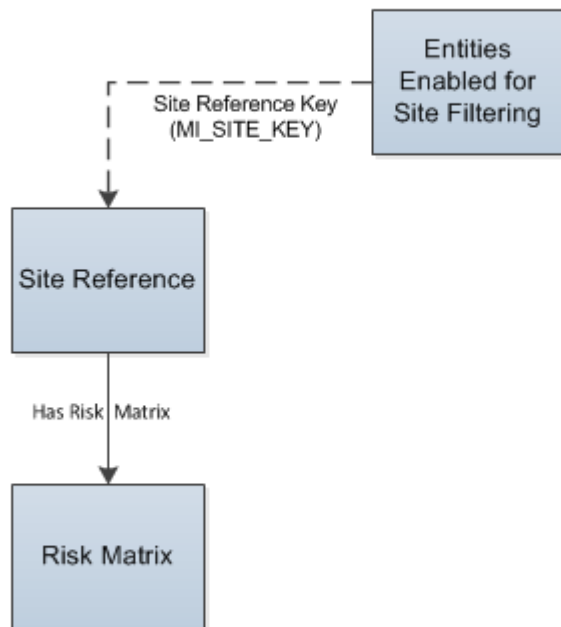 Entities
Enabled for
Site Filtering
Site Reference Key
(MI_SITE_KEY)
Site Reference
Has Risk Matrix
Risk Matrix